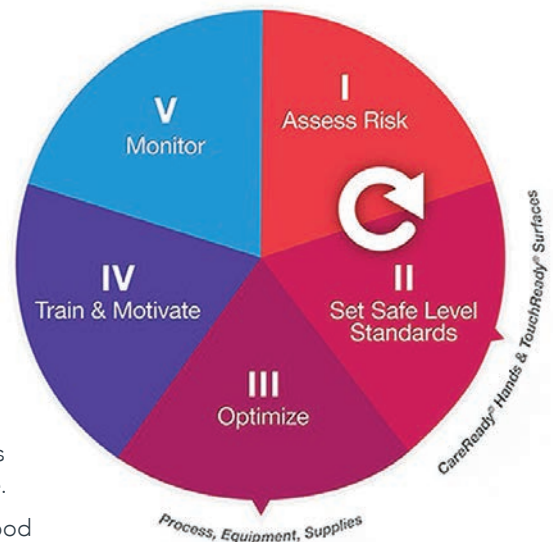 I
Assess Risk
II
Set Safe Level
Standards
CareReady® Hands & TouchReady® Surfaces
III
Optimize
Process, Equipment, Supplies
IV
Train & Motivate
V
Monitor